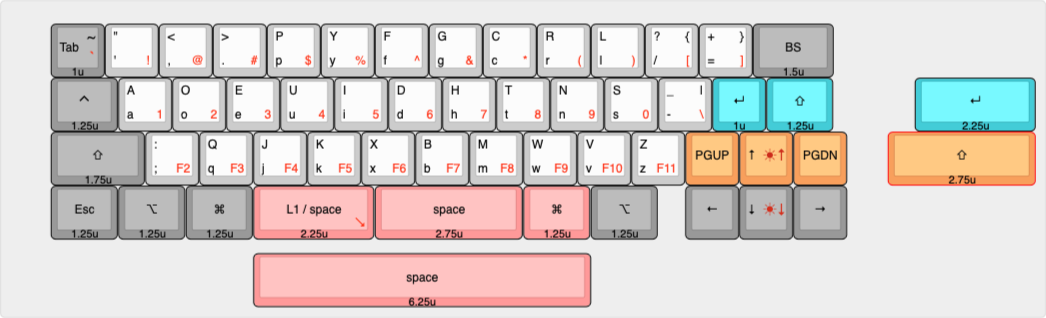 ~ " < > P Y F G C R L ? { + }
Tab ` ' ! , @ . # p $ y % f ^ g & c * r ( l ) / [ = ] BS
1u 1.5u
^ A O E U I D H T N S _ | ↵ ⇧ ↵
a 1 o 2 e 3 u 4 i 5 d 6 h 7 t 8 n 9 s 0 - \
1.25u 1u 1.25u 2.25u
⇧ : Q J K X B M W V Z PGUP ↑ ☀↑ PGDN ⇧
; F2 q F3 j F4 k F5 x F6 b F7 m F8 w F9 v F10 z F11
1.75u 2.75u
Esc ⌥ ⌘ L1 / space ↘ space ⌘ ⌥ ← ↓ ☀↓ →
1.25u 1.25u 1.25u 2.25u 2.75u 1.25u 1.25u
space
6.25u